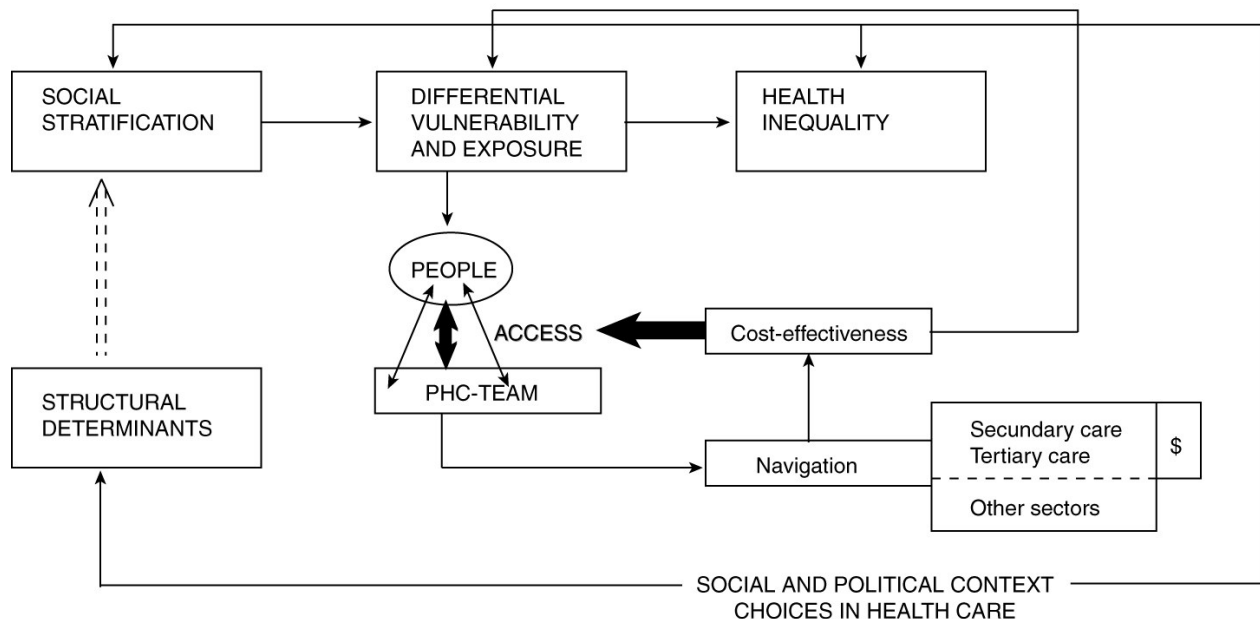 SOCIAL
STRATIFICATION
DIFFERENTIAL
VULNERABILITY
AND EXPOSURE
HEALTH
INEQUALITY
PEOPLE
ACCESS
Cost-effectiveness
PHC-TEAM
STRUCTURAL
DETERMINANTS
Navigation
Secundary care
Tertiary care
$
Other sectors
SOCIAL AND POLITICAL CONTEXT
CHOICES IN HEALTH CARE